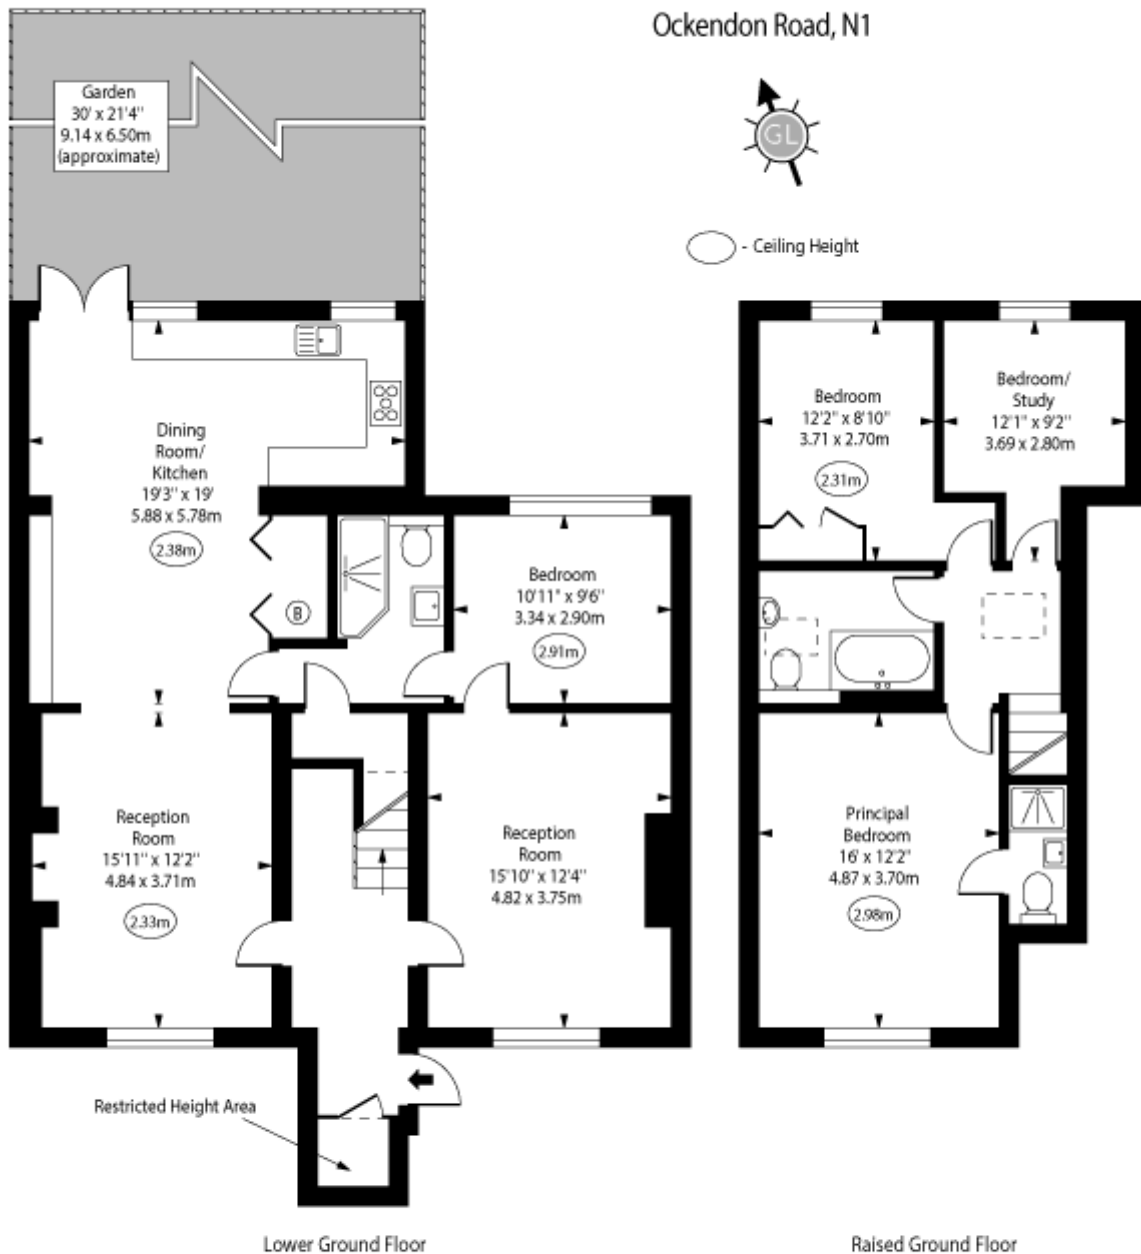 Ockendon Road, N1
Garden
30' x 21'4"
9.14 x 6.50m
(approximate)
GL
- Ceiling Height
Dining
Room/
Kitchen
19'3" x 19'
5.88 x 5.78m
2.38m
B
Bedroom
10'11" x 9'6"
3.34 x 2.90m
2.91m
Bedroom
12'2" x 8'10"
3.71 x 2.70m
2.31m
Bedroom/
Study
12'1" x 9'2"
3.69 x 2.80m
Reception
Room
15'11" x 12'2"
4.84 x 3.71m
2.33m
Reception
Room
15'10" x 12'4"
4.82 x 3.75m
Principal
Bedroom
16' x 12'2"
4.87 x 3.70m
2.98m
Restricted Height Area
Lower Ground Floor
Raised Ground Floor